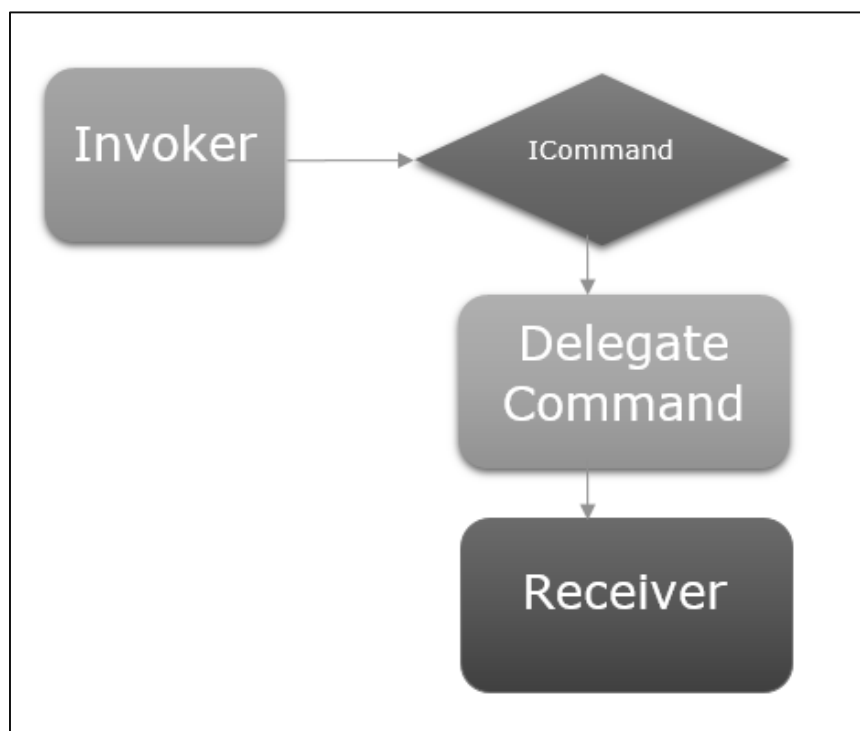 Invoker
ICommand
Delegate
Command
Receiver